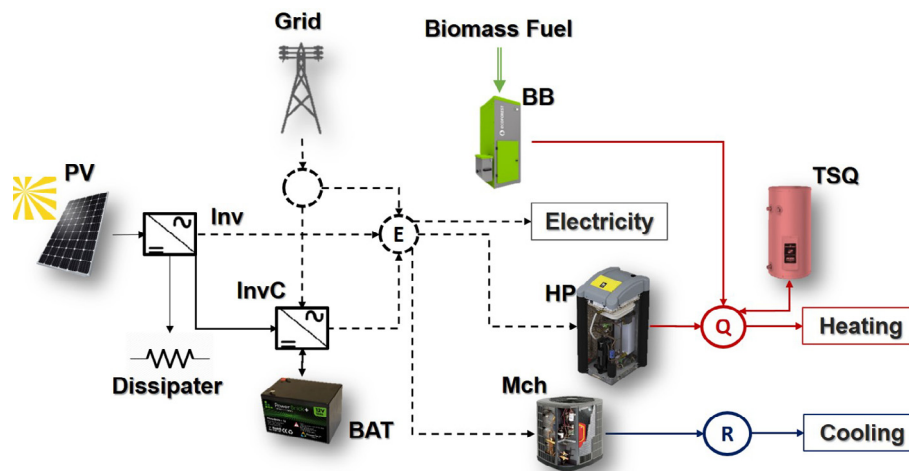 Grid
Biomass Fuel
BB
PV
TSQ
Inv
E
Electricity
InvC
HP
Q
Heating
Dissipater
BAT
Mch
R
Cooling